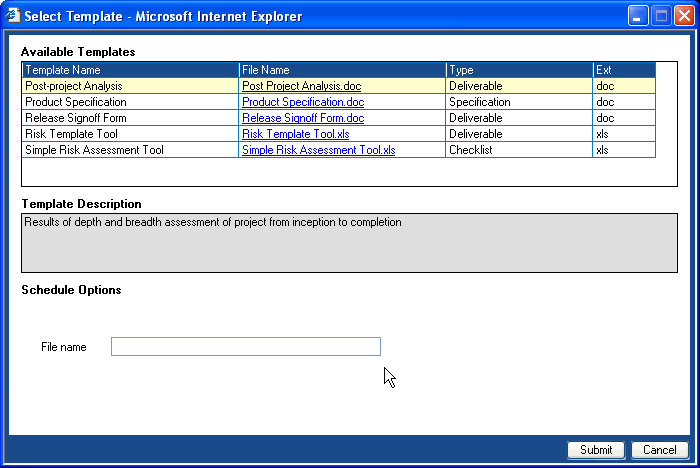 Select Template - Microsoft Internet Explorer
Available Templates
Template Name File Name Type Ext
Post-project Analysis Post Project Analysis.doc Deliverable doc
Product Specification Product Specification.doc Specification doc
Release Signoff Form Release Signoff Form.doc Deliverable doc
Risk Template Tool Risk Template Tool.xls Deliverable xls
Simple Risk Assessment Tool Simple Risk Assessment Tool.xls Checklist xls
Template Description
Results of depth and breadth assessment of project from inception to completion
Schedule Options
File name
Submit Cancel